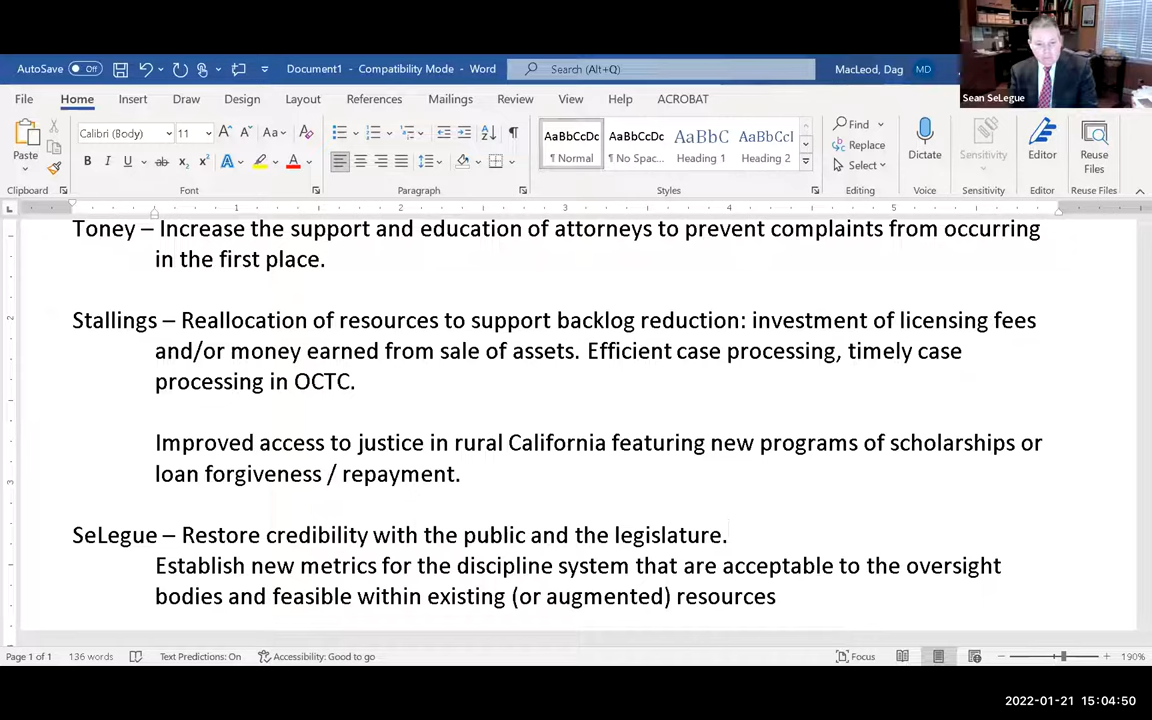 AutoSave Off Document1 - Compatibility Mode - Word Search (Alt+Q) MacLeod, Dag MD
Sean SeLegue
File Home Insert Draw Design Layout References Mailings Review View Help ACROBAT
Calibri (Body) 11 Aa
AaBbCcDc AaBbCcDc AaBbC AaBbCcI
Normal No Spac... Heading 1 Heading 2
Find
Replace
Select
Paste
Dictate Sensitivity Editor Reuse Files
Clipboard Font Paragraph Styles Editing Voice Sensitivity Editor Reuse Files
1 2 3 4 5
Toney – Increase the support and education of attorneys to prevent complaints from occurring
in the first place.
Stallings – Reallocation of resources to support backlog reduction: investment of licensing fees
and/or money earned from sale of assets. Efficient case processing, timely case
processing in OCTC.
Improved access to justice in rural California featuring new programs of scholarships or
loan forgiveness / repayment.
SeLegue – Restore credibility with the public and the legislature.
Establish new metrics for the discipline system that are acceptable to the oversight
bodies and feasible within existing (or augmented) resources
Page 1 of 1 136 words Text Predictions: On Accessibility: Good to go Focus 190%
2022-01-21 15:04:50